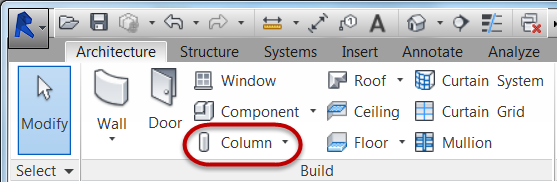 Architecture Structure Systems Insert Annotate Analyze
Window Roof Curtain System
Modify Wall Door Component Ceiling Curtain Grid
Column Floor Mullion
Select Build